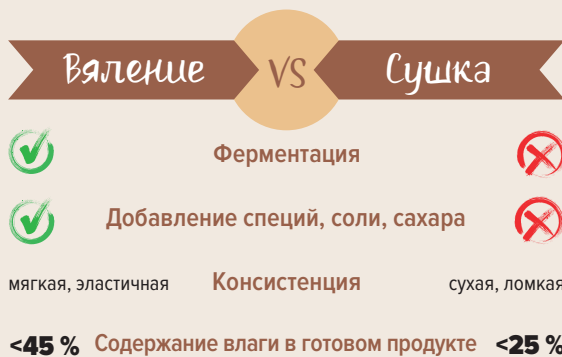 Вяление VS Сушка
Ферментация
Добавление специй, соли, сахара
мягкая, эластичная Консистенция сухая, ломкая
<45 % Содержание влаги в готовом продукте <25 %